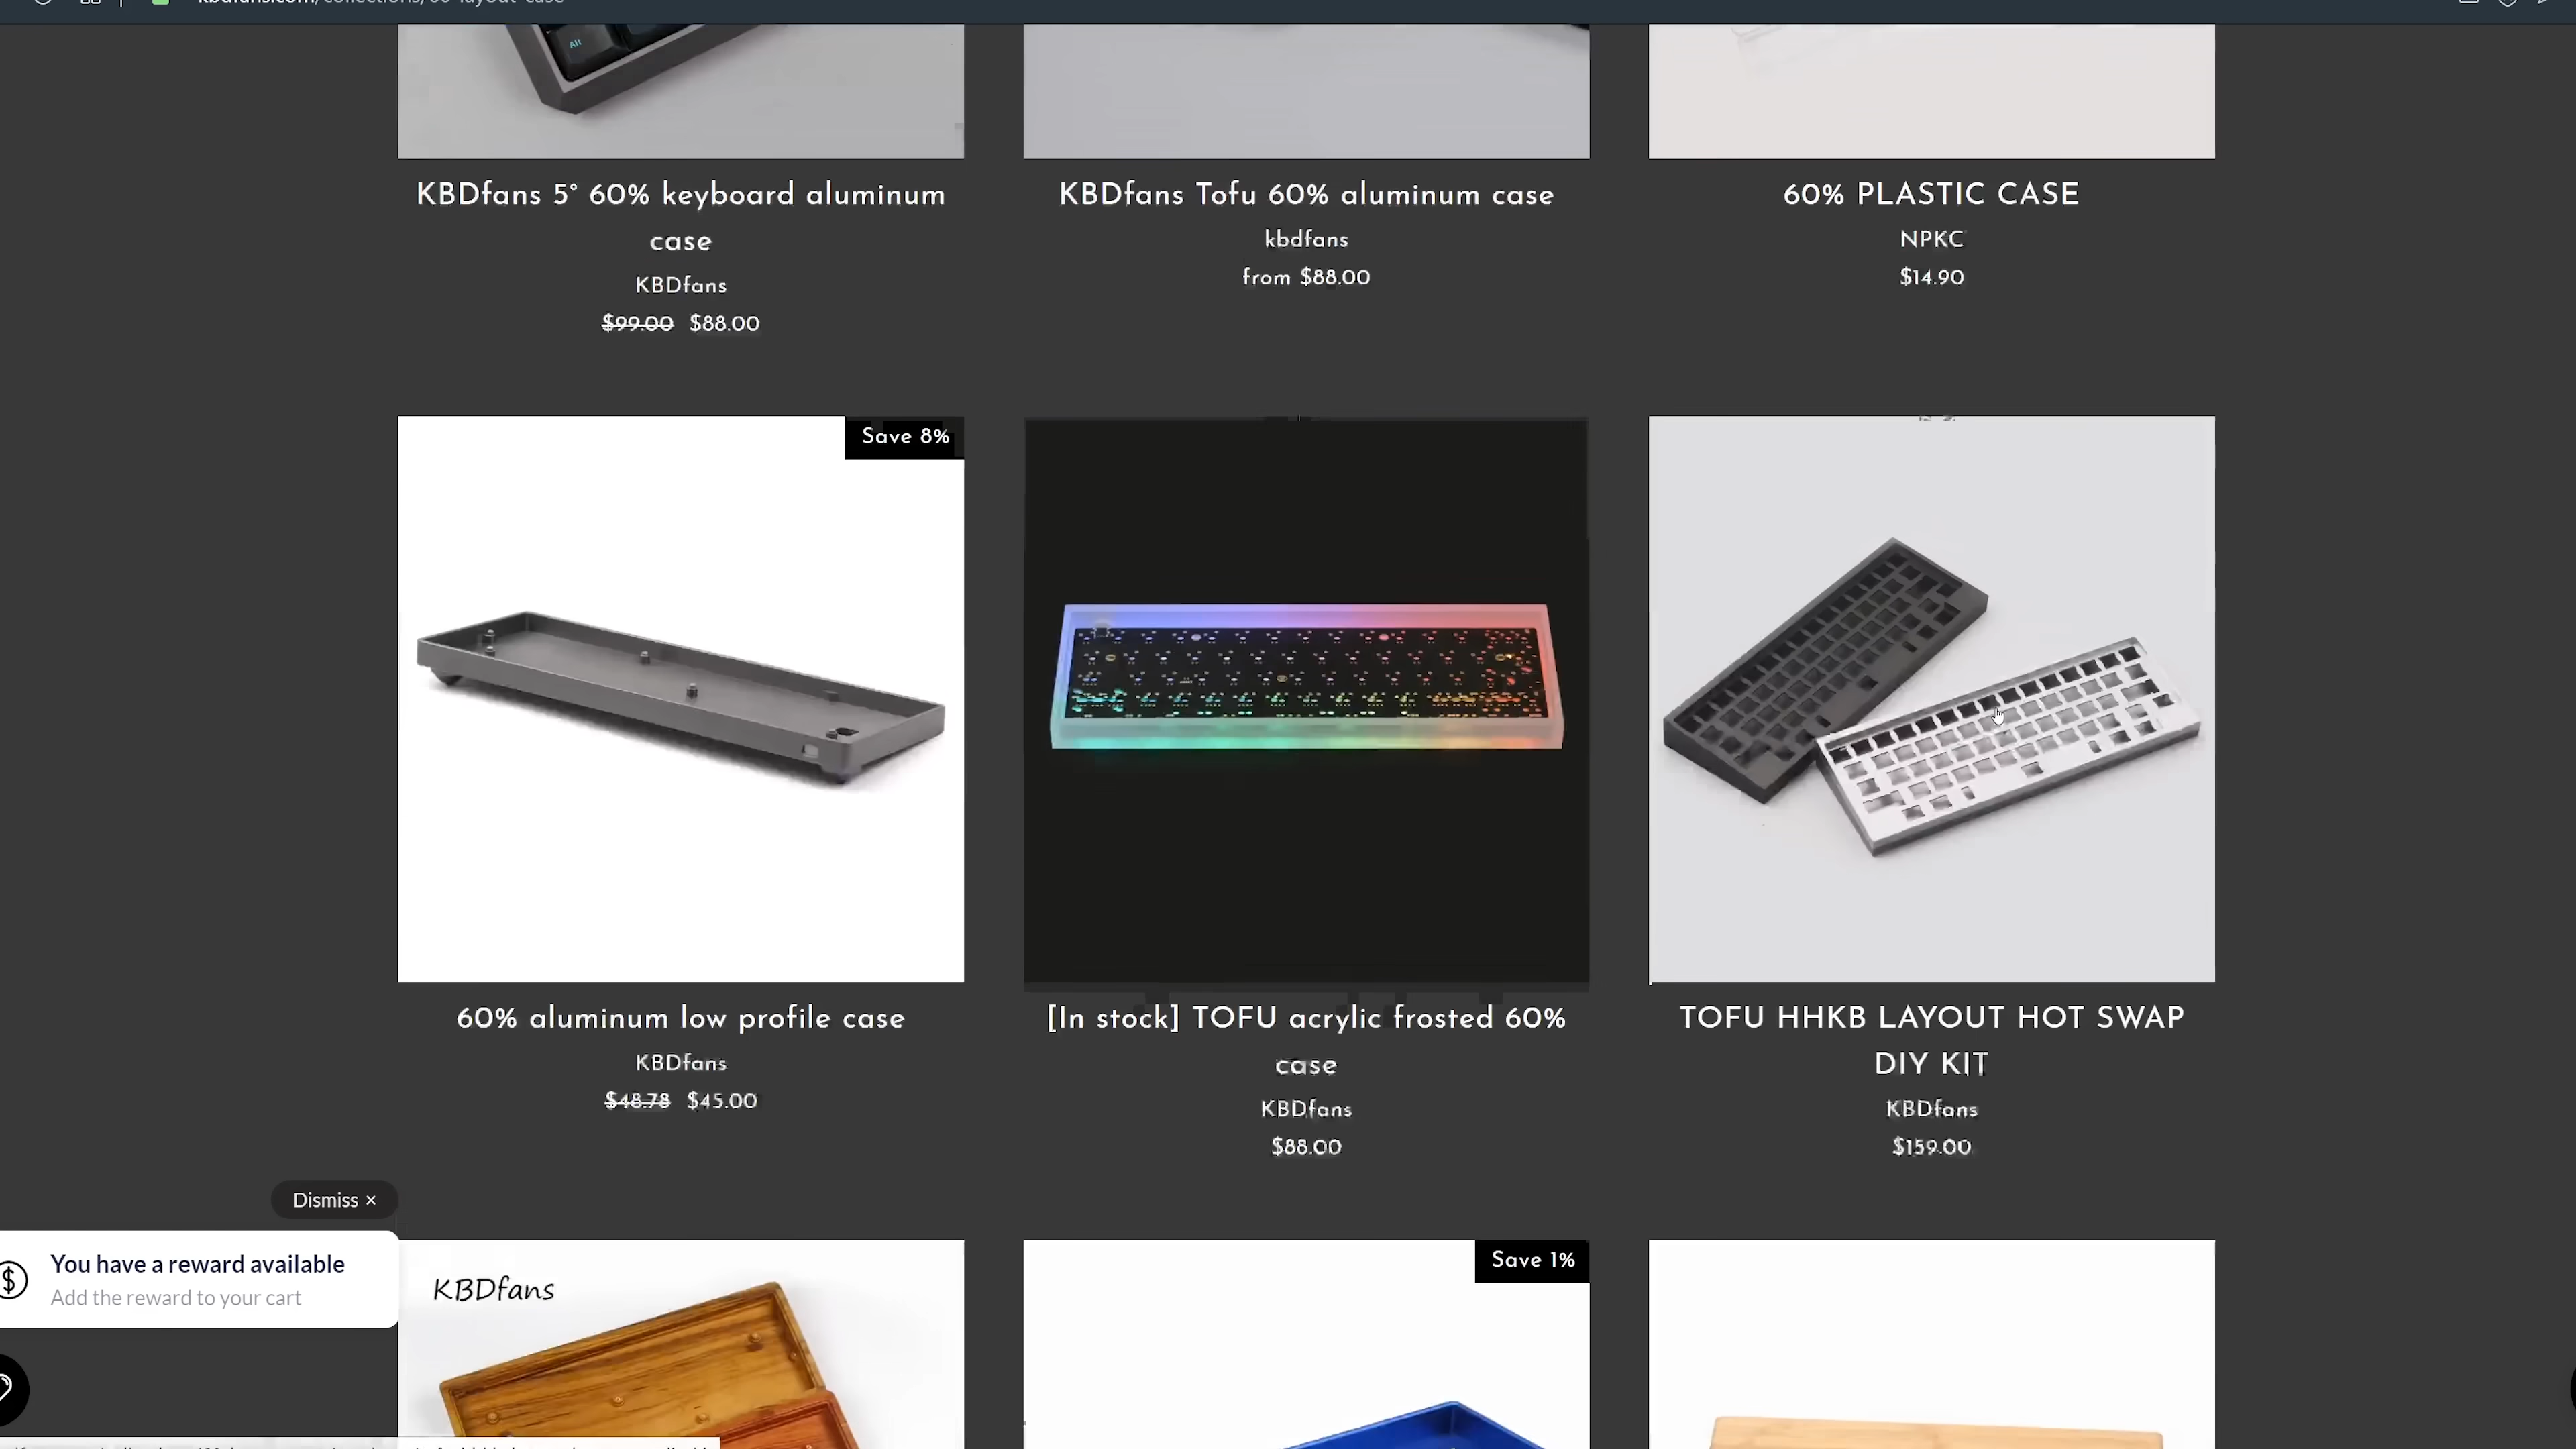 Alt
KBDfans 5° 60% keyboard aluminum
case
KBDfans
$99.00 $88.00
KBDfans Tofu 60% aluminum case
kbdfans
from $88.00
60% PLASTIC CASE
NPKC
$14.90
Save 8%
60% aluminum low profile case
KBDfans
$48.78 $45.00
[In stock] TOFU acrylic frosted 60%
case
KBDfans
$88.00
TOFU HHKB LAYOUT HOT SWAP
DIY KIT
KBDfans
$159.00
Dismiss ×
You have a reward available
Add the reward to your cart
KBDfans
Save 1%